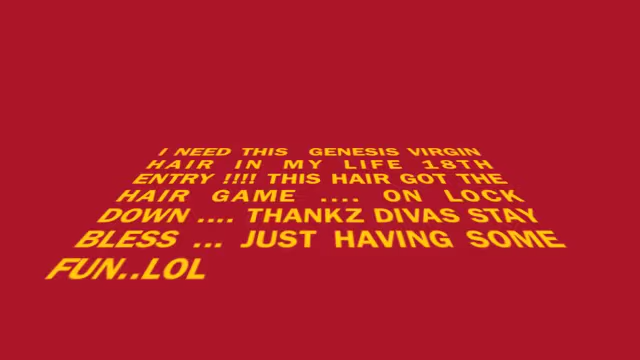 I NEED THIS GENESIS VIRGIN
HAIR IN MY LIFE 18TH
ENTRY !!!! THIS HAIR GOT THE
HAIR GAME .... ON LOCK
DOWN .... THANKZ DIVAS STAY
BLESS ... JUST HAVING SOME
FUN..LOL